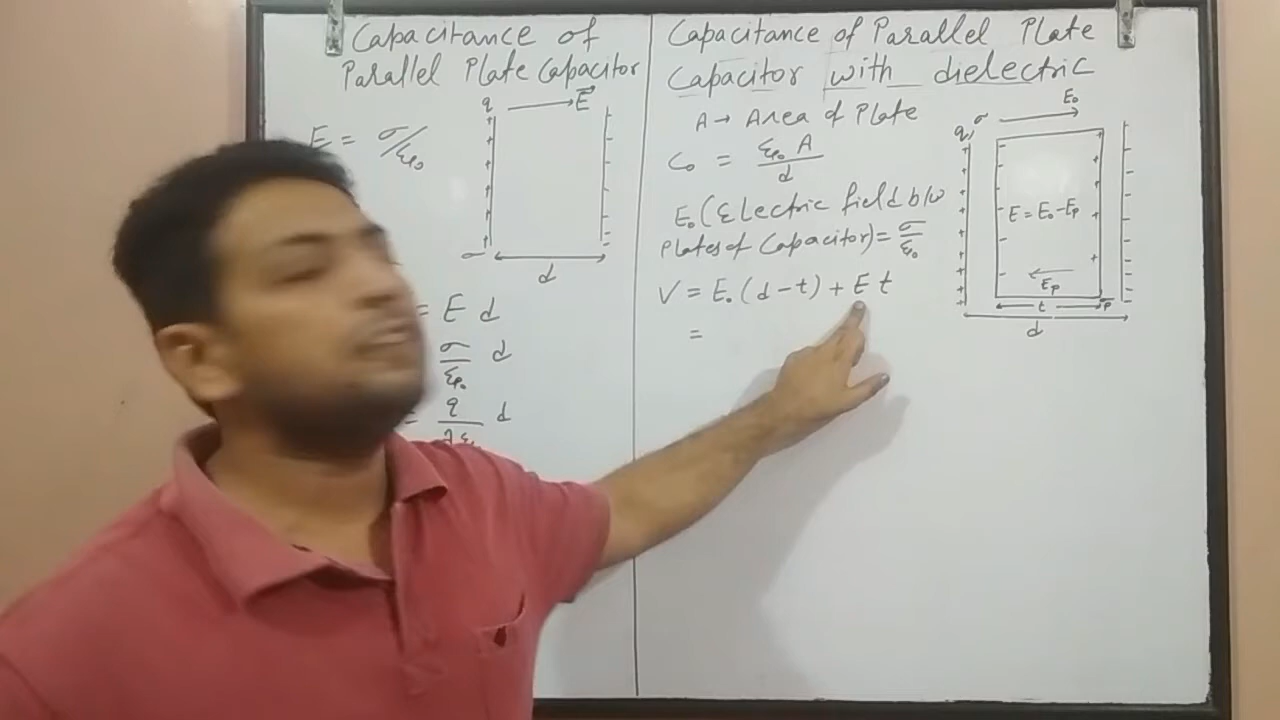 Capacitance of
Parallel Plate Capacitor
q → E⃗
E = σ/ε₀
+ + + + +
- - - - -
σ
d
= E d
σ/ε₀ d
= q/ d
Capacitance of Parallel Plate
Capacitor with dielectric
A → Area of Plate
C₀ = ε₀ A / d
E₀ (Electric field b/w
Plates of Capacitor) = σ/ε₀
V = E₀ (d - t) + E t
=
E₀
q, σ
E = E₀ - Eₚ
Eₚ
t
P⃗
d